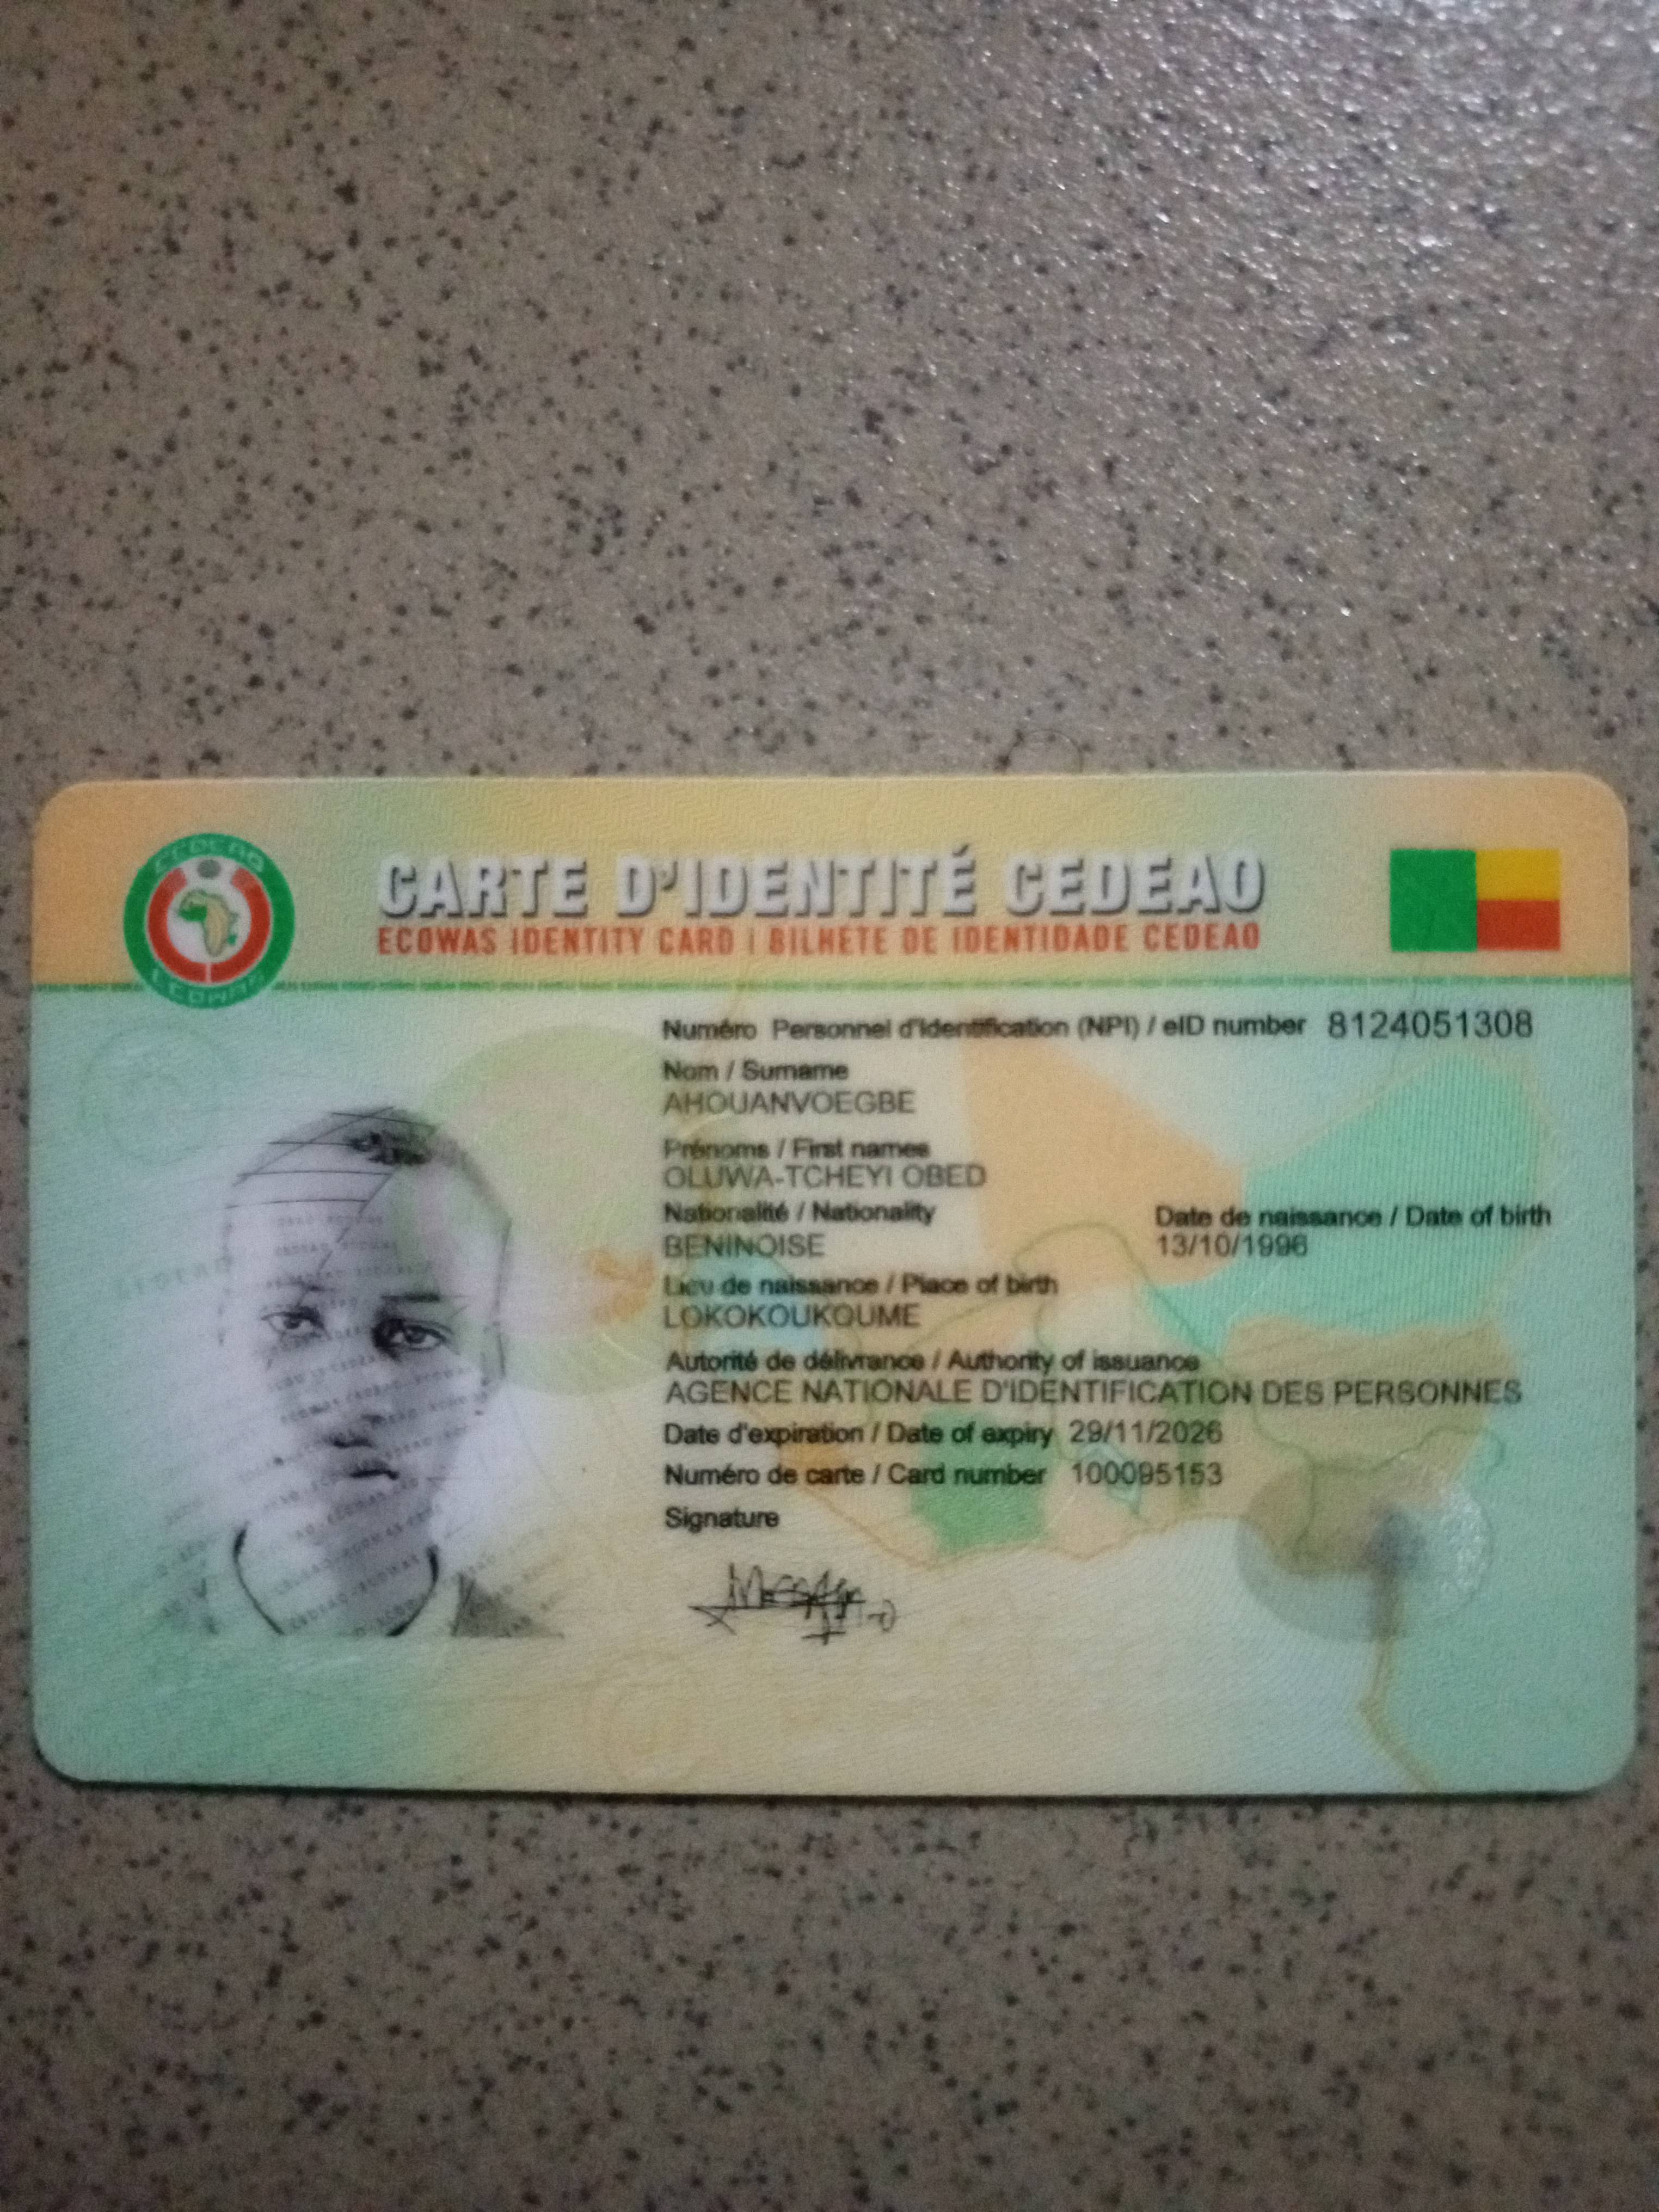 CEDEAO
ECOWAS
CARTE D'IDENTITÉ CEDEAO
ECOWAS IDENTITY CARD | BILHETE DE IDENTIDADE CEDEAO
Numéro Personnel d'Identification (NPI) / eID number 8124051308
Nom / Surname
AHOUANVOEGBE
Prénoms / First names
OLUWA-TCHEYI OBED
Nationalité / Nationality Date de naissance / Date of birth
BENINOISE 13/10/1996
Lieu de naissance / Place of birth
LOKOKOUKOUME
Autorité de délivrance / Authority of issuance
AGENCE NATIONALE D'IDENTIFICATION DES PERSONNES
Date d'expiration / Date of expiry 29/11/2026
Numéro de carte / Card number 100095153
Signature